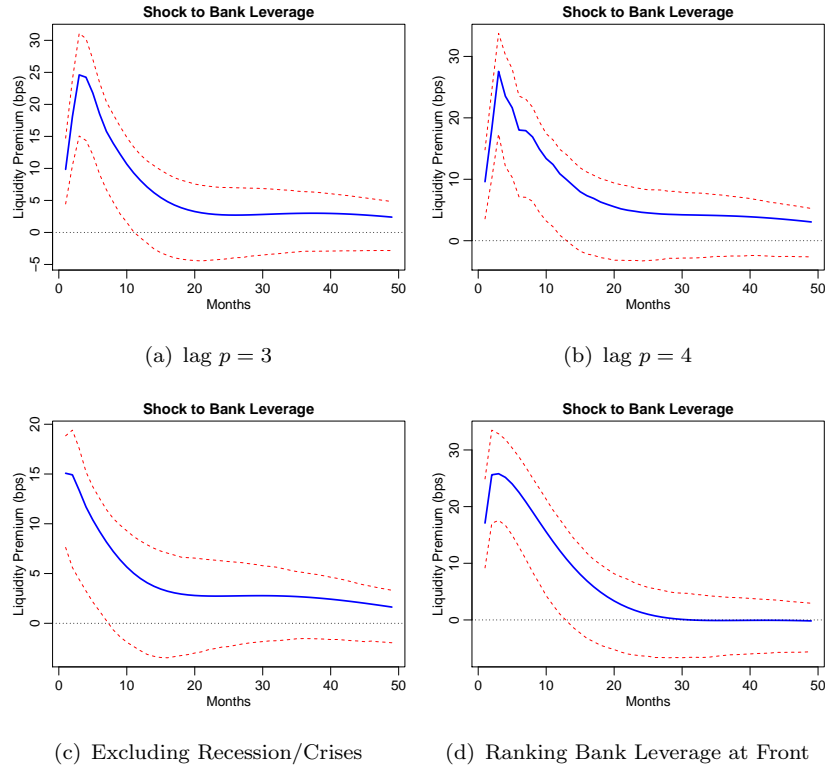 Shock to Bank Leverage
Liquidity Premium (bps)
30
25
20
15
10
5
0
−5
0 10 20 30 40 50
Months
(a) lag p = 3
Shock to Bank Leverage
Liquidity Premium (bps)
30
20
10
0
0 10 20 30 40 50
Months
(b) lag p = 4
Shock to Bank Leverage
Liquidity Premium (bps)
20
15
10
5
0
0 10 20 30 40 50
Months
(c) Excluding Recession/Crises
Shock to Bank Leverage
Liquidity Premium (bps)
30
20
10
0
0 10 20 30 40 50
Months
(d) Ranking Bank Leverage at Front